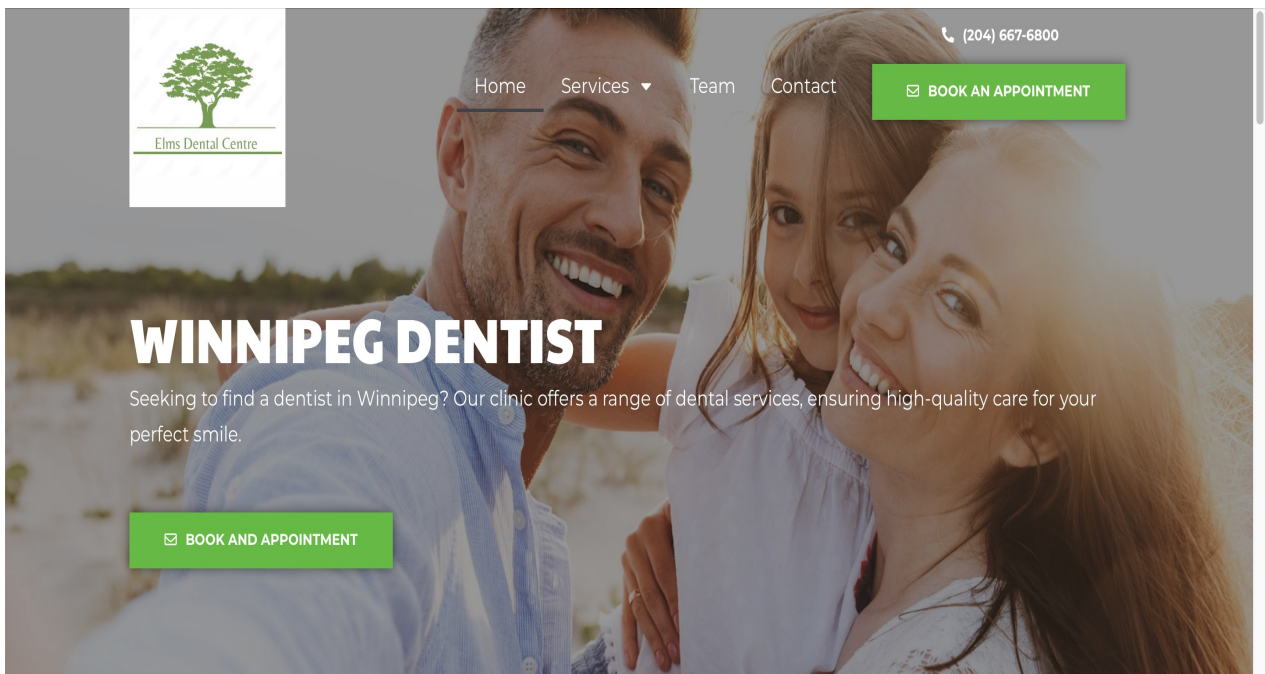 (204) 667-6800
Elms Dental Centre
Home Services Team Contact
BOOK AN APPOINTMENT
WINNIPEG DENTIST
Seeking to find a dentist in Winnipeg? Our clinic offers a range of dental services, ensuring high-quality care for your
perfect smile.
BOOK AND APPOINTMENT